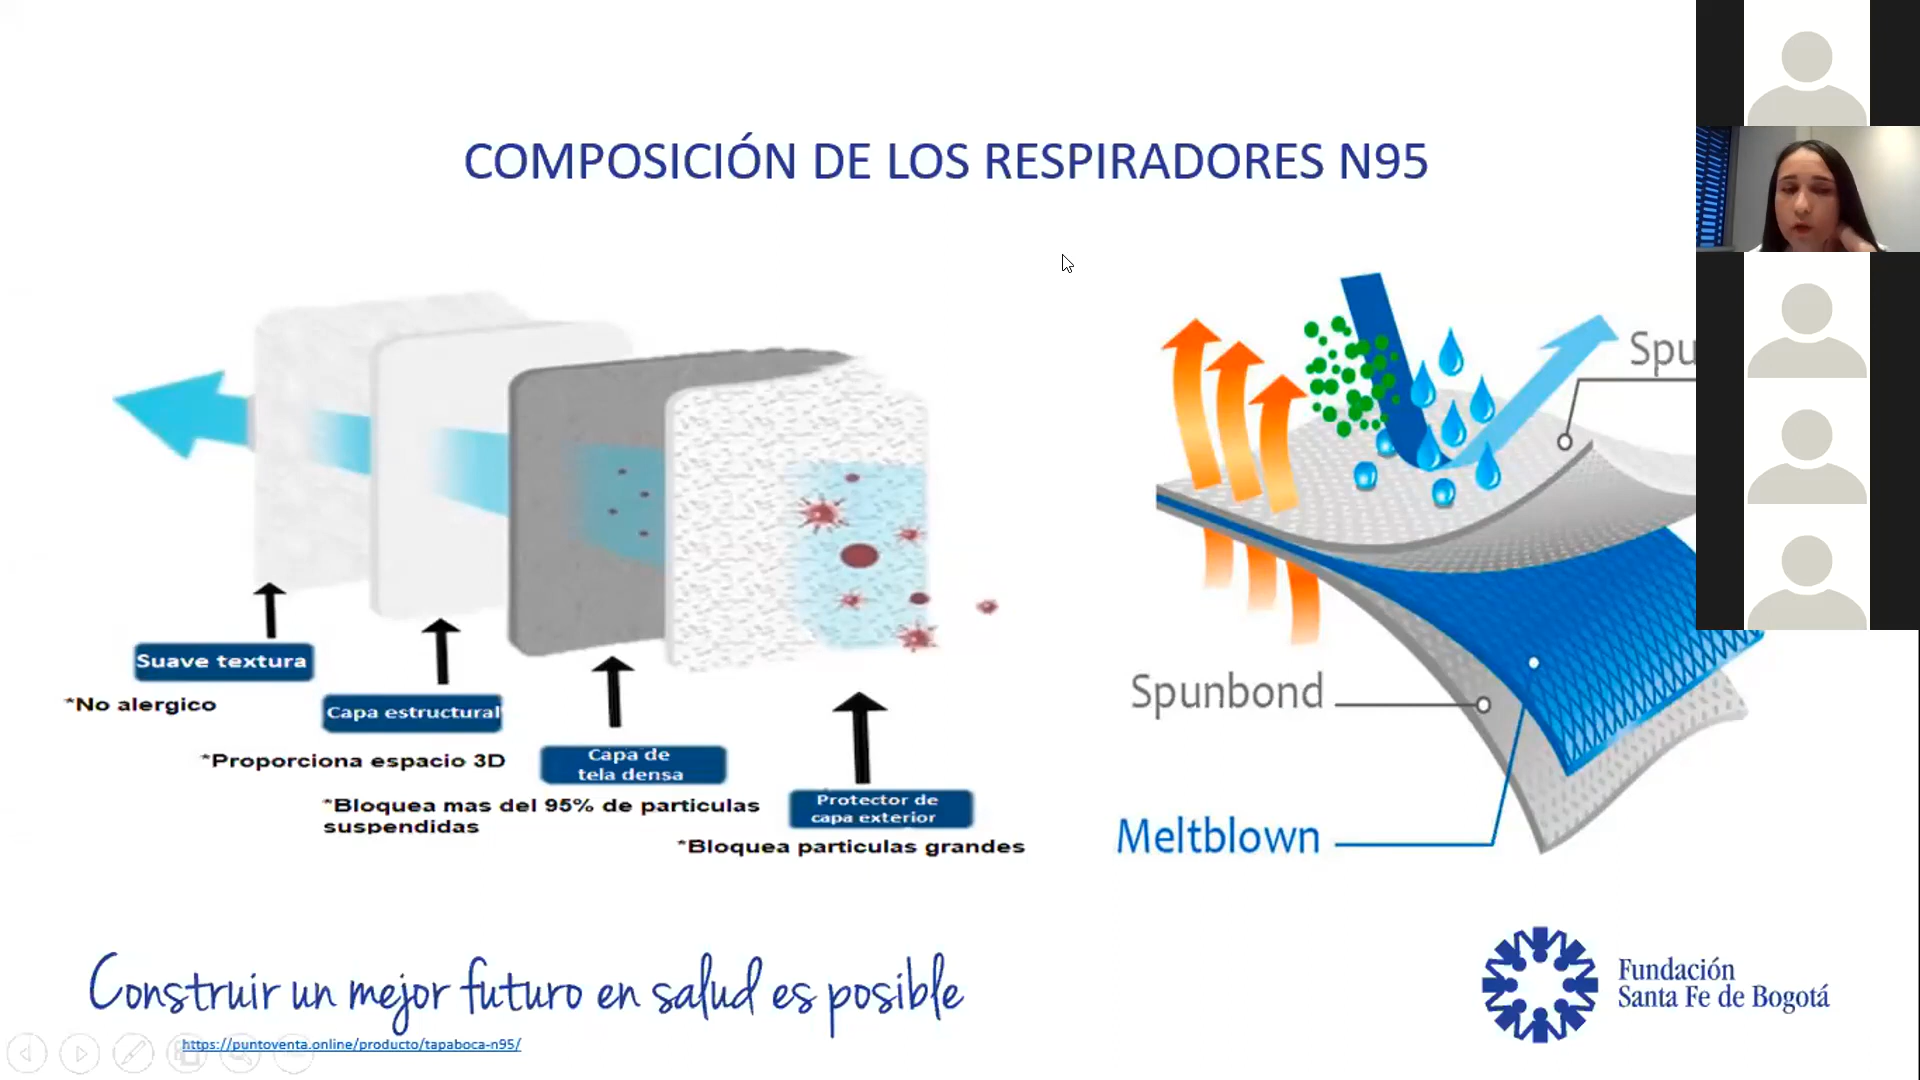 COMPOSICIÓN DE LOS RESPIRADORES N95
Suave textura
*No alergico
Capa estructural
*Proporciona espacio 3D
Capa de
tela densa
*Bloquea mas del 95% de particulas
suspendidas
Protector de
capa exterior
*Bloquea particulas grandes
Spu
Spunbond
Meltblown
Construir un mejor futuro en salud es posible
https://puntoventa.online/producto/tapaboca-n95/
Fundación
Santa Fe de Bogotá